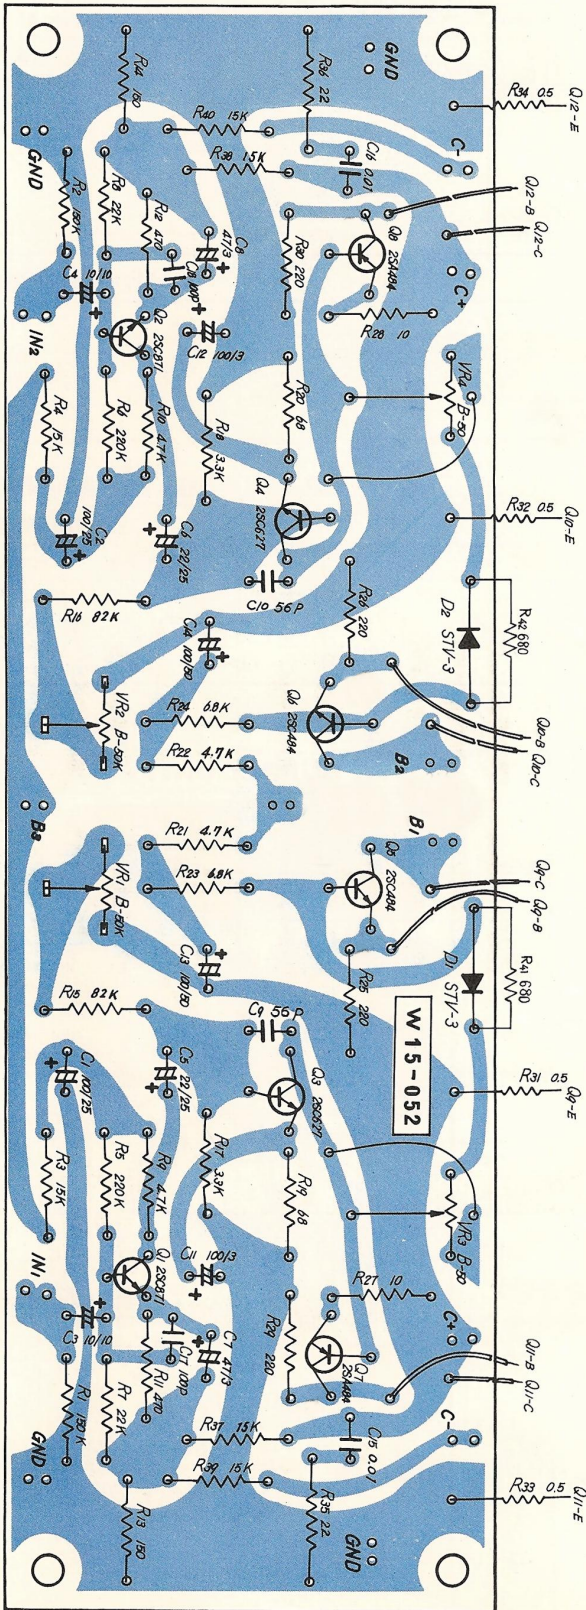 R14 150
R36 22
GND
R34 0.5
Q12-E
R40 15K
C-
GND
R38 15K
C16 0.01
R2 150K
R8 22K
R12 470
C8 47/3
Q12-B
Q12-C
Q8 2SA484
R30 220
C+
C4 10/10
C18 100P
IN2
Q2 2SC871
C12 100/3
R28 10
R4 15K
R6 220K
R10 4.7K
R18 3.3K
R20 68
VR4 B-50
Q4 2SC627
R32 0.5
Q10-E
C2 100/25
C6 22/25
C10 56P
R26 220
D2 STV-3
R42 680
R16 82K
C14 100/50
VR2 B-50K
R24 6.8K
Q6 2SC484
R22 4.7K
B2
Q10-B
Q10-C
B3
R21 4.7K
B1
VR1 B-50K
R23 6.8K
Q5 2SC484
Q9-C
Q9-B
C13 100/50
R25 220
D1 STV-3
R41 680
R15 82K
C9 56P
W15-052
C1 100/25
C5 22/25
Q3 2SC627
R31 0.5
Q9-E
R3 15K
R5 220K
R9 4.7K
R17 3.3K
R19 68
VR3 B-50
IN1
Q1 2SC871
C11 100/3
R27 10
C3 10/10
C17 100P
C7 47/3
R29 220
Q7 2SA484
C+
Q11-B
Q11-C
R1 150K
R7 22K
R11 470
R37 15K
C15 0.01
C-
GND
R39 15K
R13 150
R35 22
GND
R33 0.5
Q11-E